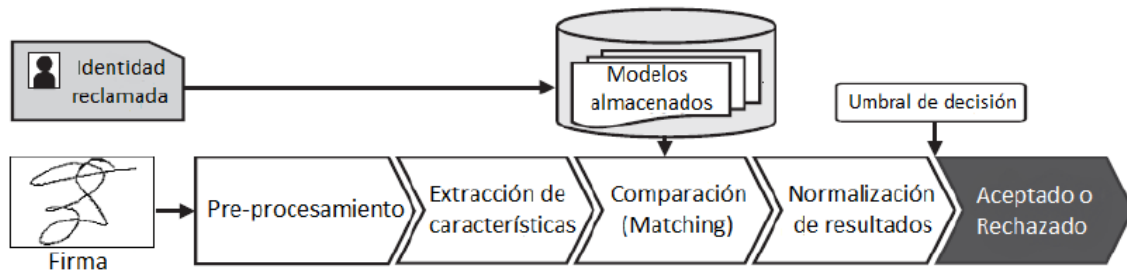 Identidad
reclamada
Modelos
almacenados
Umbral de decisión
Firma
Pre-procesamiento
Extracción de
características
Comparación
(Matching)
Normalización
de resultados
Aceptado o
Rechazado